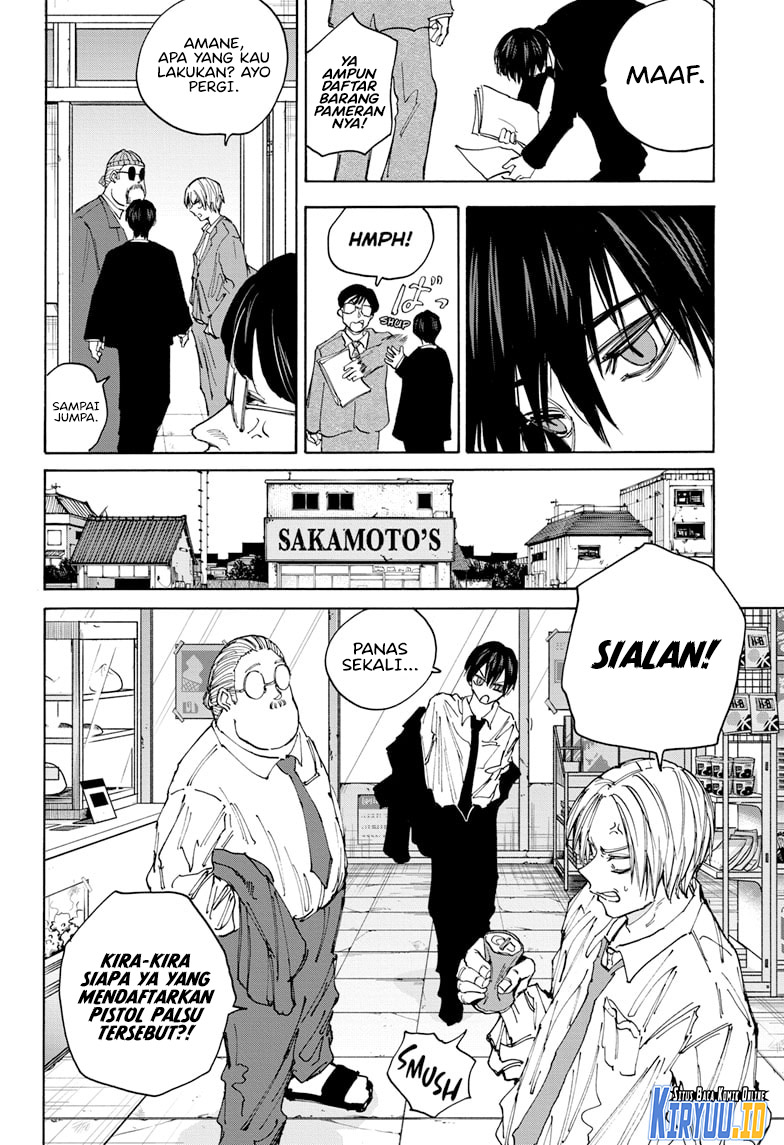 MAAF.
YA
AMPUN
DAFTAR
BARANG
PAMERAN
NYA!
AMANE,
APA YANG KAU
LAKUKAN? AYO
PERGI.
HMPH!
ばっ
SHUP
SAMPAI
JUMPA.
SAKAMOTO'S
SIALAN!
PANAS
SEKALI...
KIRA-KIRA
SIAPA YA YANG
MENDAFTARKAN
PISTOL PALSU
TERSEBUT?!
SMUSH
SITUS BACA KOMIK ONLINE
KIRYUU.ID